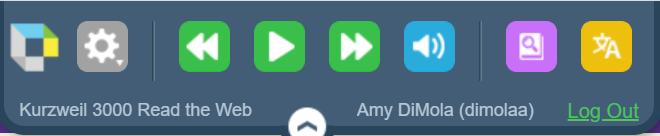 Kurzweil 3000 Read the Web
Amy DiMola (dimolaa)
Log Out